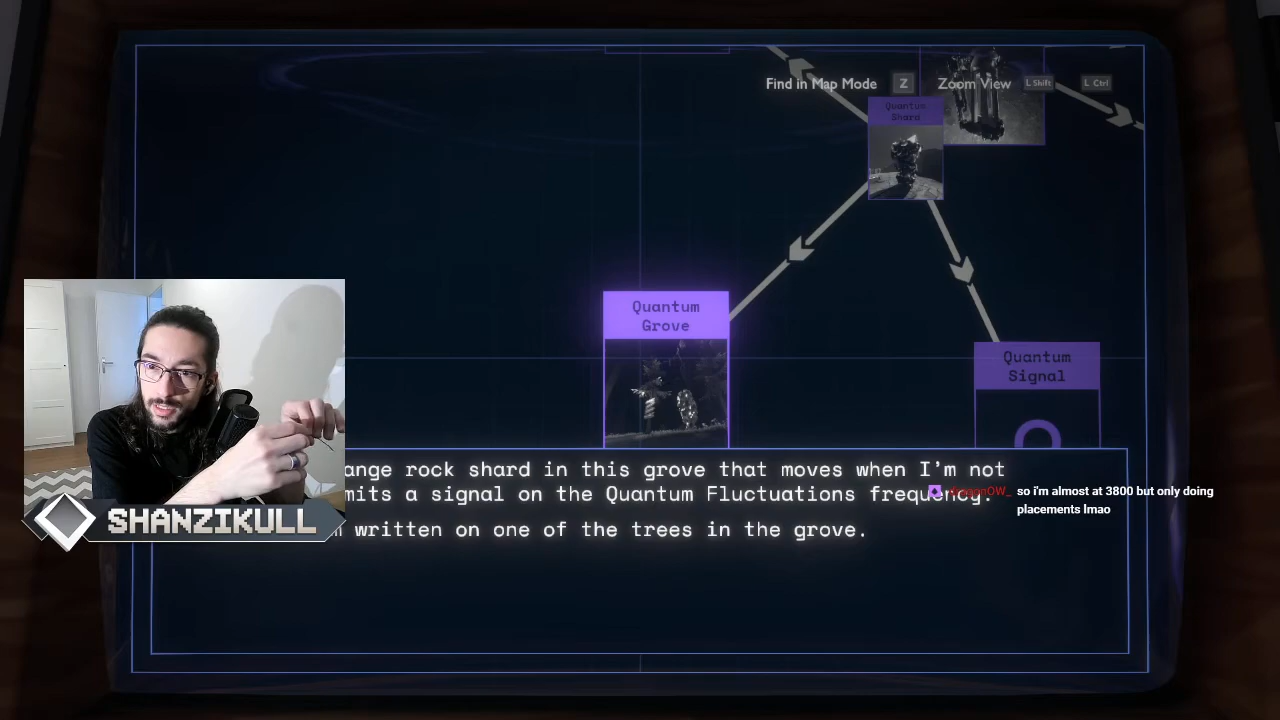 Find in Map Mode Z Zoom View L Shift L Ctrl
Quantum
Shard
Quantum
Grove
Quantum
Signal
ange rock shard in this grove that moves when I'm not
mits a signal on the Quantum Fluctuations frequency.
so i'm almost at 3800 but only doing
placements lmao
written on one of the trees in the grove.
SHANZIKULL